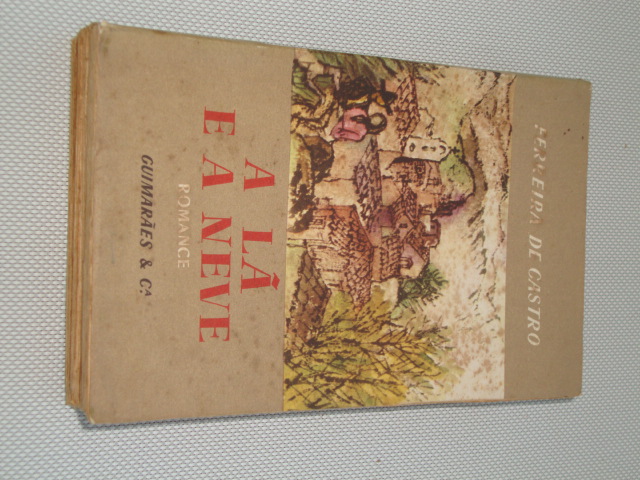 FERREIRA DE CASTRO
A LÃ
E A NEVE
ROMANCE
GUIMARÃES & Cª